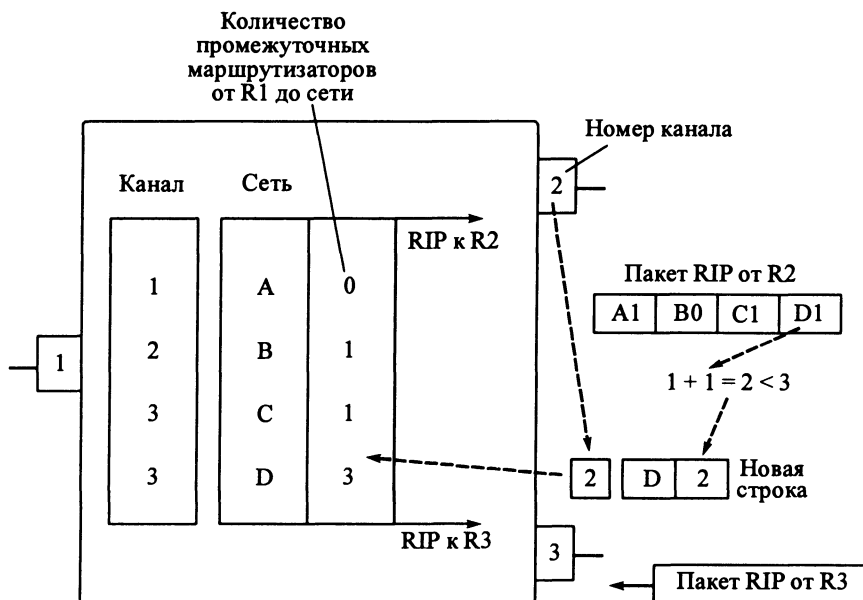 Количество
промежуточных
маршрутизаторов
от R1 до сети
Номер канала
Канал
Сеть
2
RIP к R2
Пакет RIP от R2
A1 B0 C1 D1
1 A 0
1
2 B 1
1 + 1 = 2 < 3
3 C 1
3 D 3
2 D 2
Новая
строка
RIP к R3
3
Пакет RIP от R3